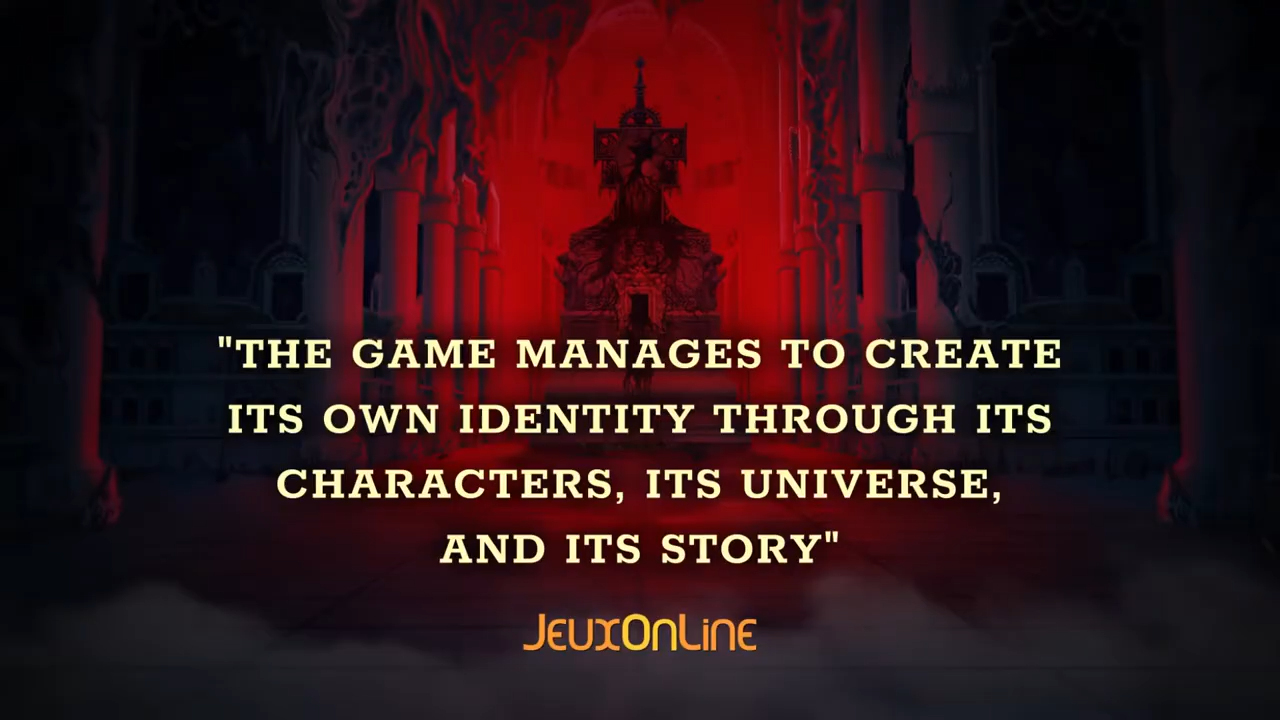 "THE GAME MANAGES TO CREATE
ITS OWN IDENTITY THROUGH ITS
CHARACTERS, ITS UNIVERSE,
AND ITS STORY"
JEUXONLINE